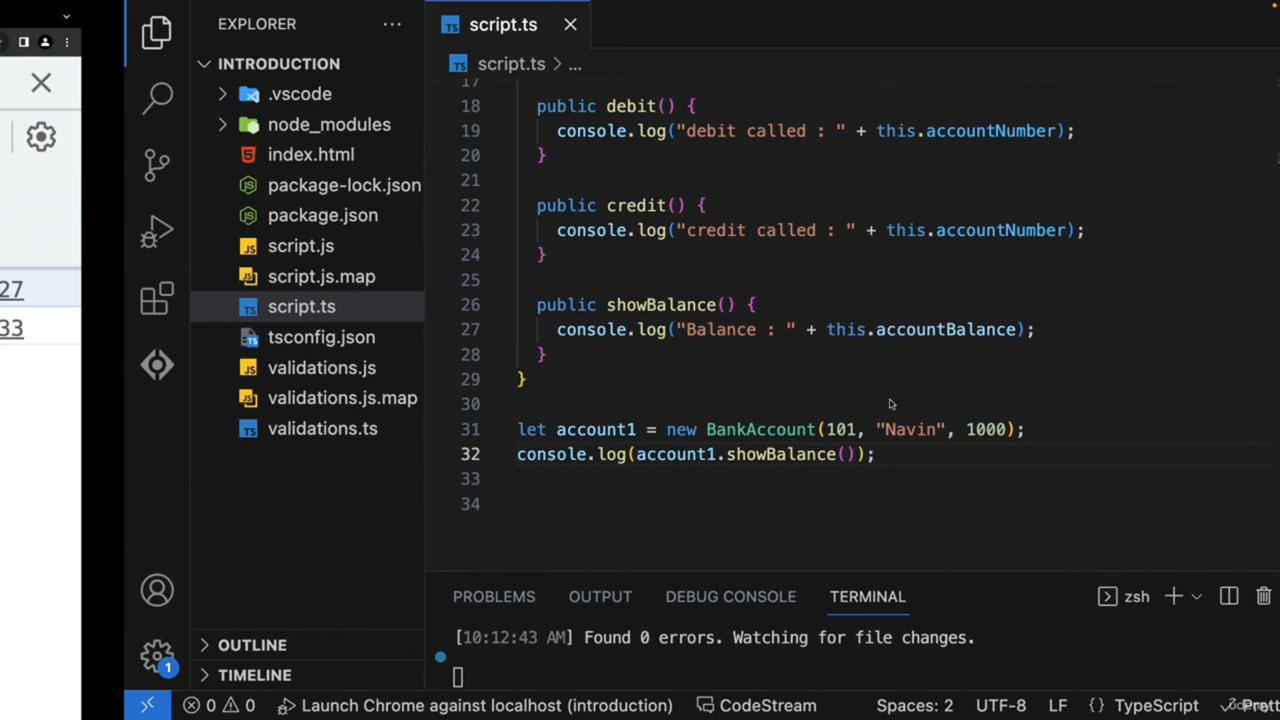 27
33
EXPLORER
INTRODUCTION
.vscode
node_modules
index.html
package-lock.json
package.json
script.js
script.js.map
script.ts
tsconfig.json
validations.js
validations.js.map
validations.ts
OUTLINE
TIMELINE
TS script.ts
TS script.ts > ...
17
18 public debit() {
19 console.log("debit called : " + this.accountNumber);
20 }
21
22 public credit() {
23 console.log("credit called : " + this.accountNumber);
24 }
25
26 public showBalance() {
27 console.log("Balance : " + this.accountBalance);
28 }
29 }
30
31 let account1 = new BankAccount(101, "Navin", 1000);
32 console.log(account1.showBalance());
33
34
PROBLEMS OUTPUT DEBUG CONSOLE TERMINAL zsh
[10:12:43 AM] Found 0 errors. Watching for file changes.
1
0 0 Launch Chrome against localhost (introduction) CodeStream Spaces: 2 UTF-8 LF {} TypeScript